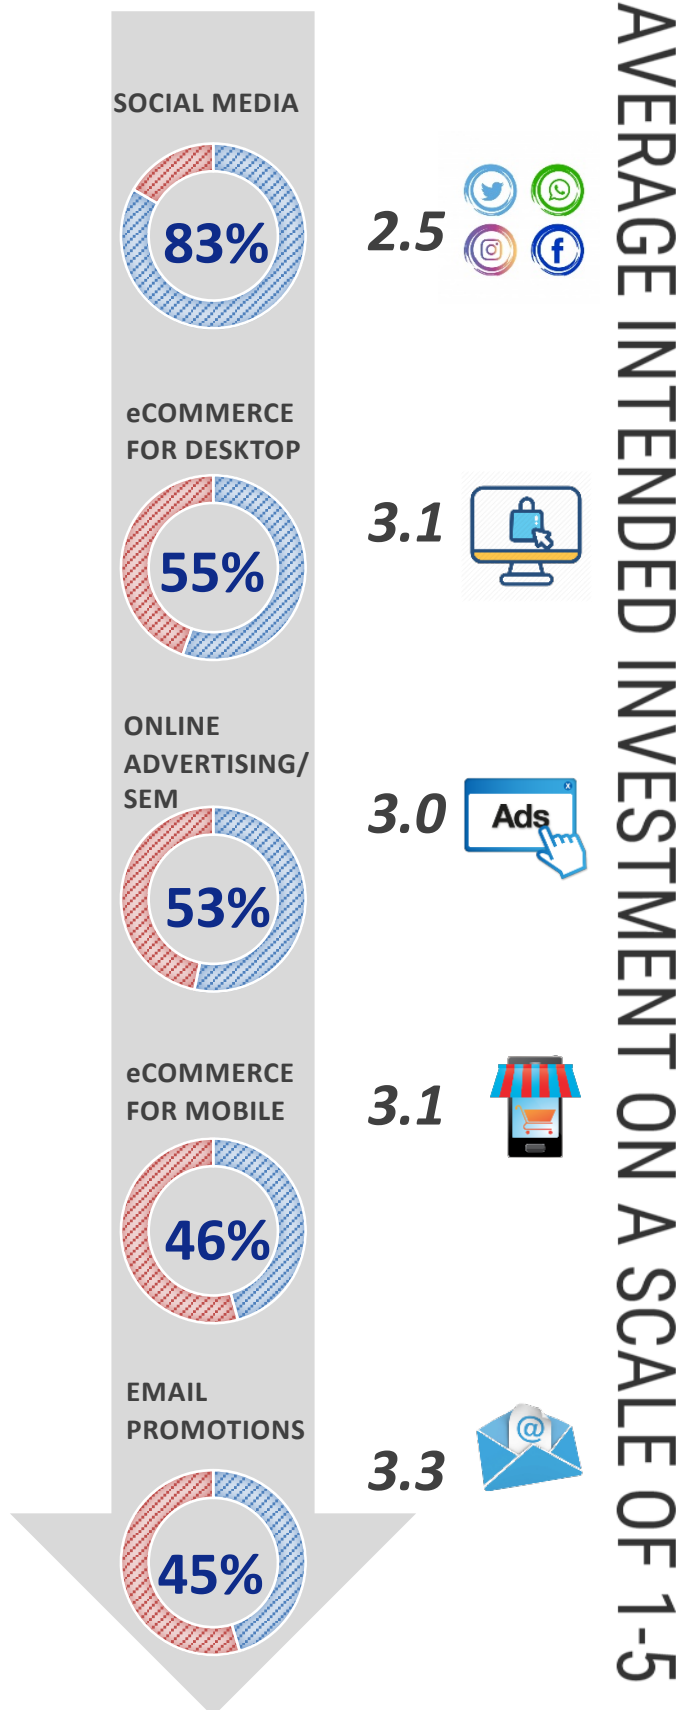 SOCIAL MEDIA
83%
2.5
eCOMMERCE
FOR DESKTOP
55%
3.1
ONLINE
ADVERTISING/
SEM
53%
3.0
Ads
x
eCOMMERCE
FOR MOBILE
46%
3.1
EMAIL
PROMOTIONS
45%
3.3
@
AVERAGE INTENDED INVESTMENT ON A SCALE OF 1-5